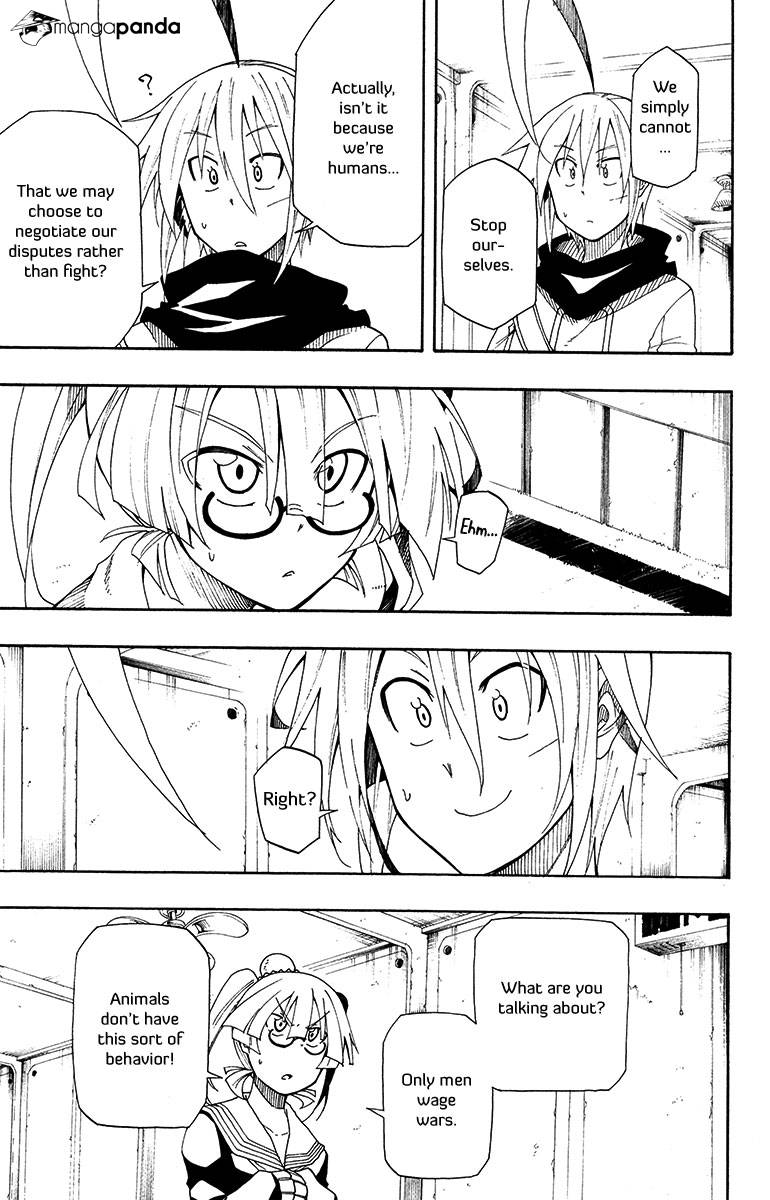 mangapanda
We
simply
cannot
...
Stop
our-
selves.
Actually,
isn't it
because
we're
humans...
?
That we may
choose to
negotiate our
disputes rather
than fight?
Ehm...
Right?
What are you
talking about?
Only men
wage
wars.
Animals
don't have
this sort of
behavior!